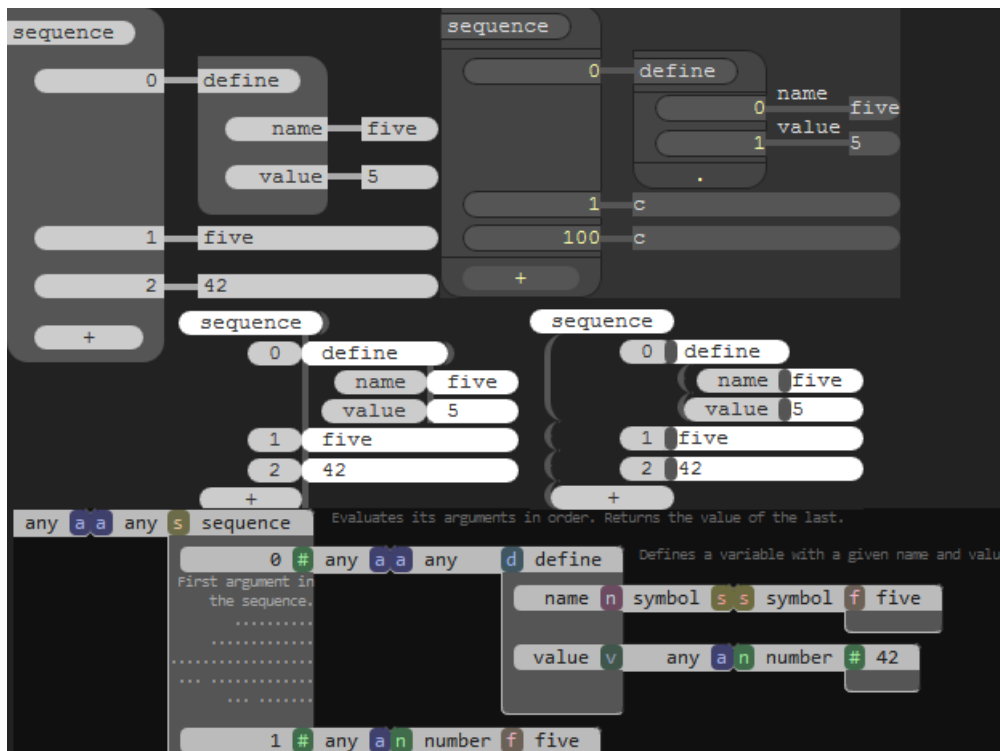 sequence
0 define
name five
value 5
1 five
2 42
+
sequence
0 define
0 name five
1 value 5
.
1 c
100 c
+
sequence
0 define
name five
value 5
1 five
2 42
+
sequence
0 define
name five
value 5
1 five
2 42
+
any a a any s sequence Evaluates its arguments in order. Returns the value of the last.
0 # any a a any d define Defines a variable with a given name and valu
First argument in
the sequence.
name n symbol s s symbol f five
value v any a n number # 42
1 # any a n number f five